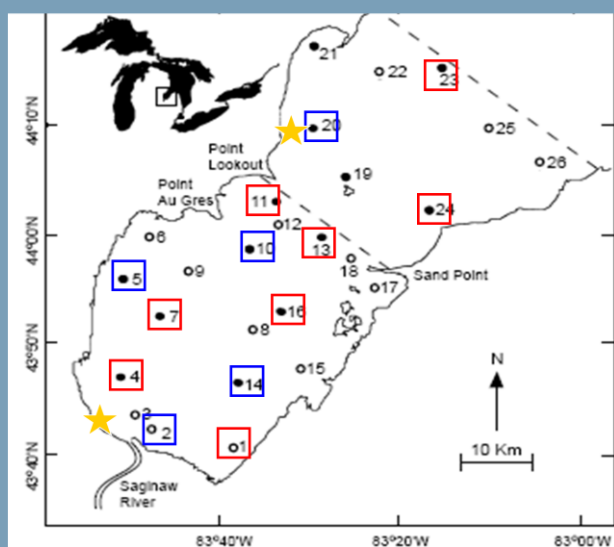 21
22
23
44°10'N
20
25
Point
Lookout
26
Point
Au Gres
19
11
24
12
44°00'N
6
10
13
18
Sand Point
5
9
17
7
16
8
43°50'N
15
4
14
N
3
2
10 Km
1
43°40'N
Saginaw
River
83°40'W
83°20'W
83°00'W